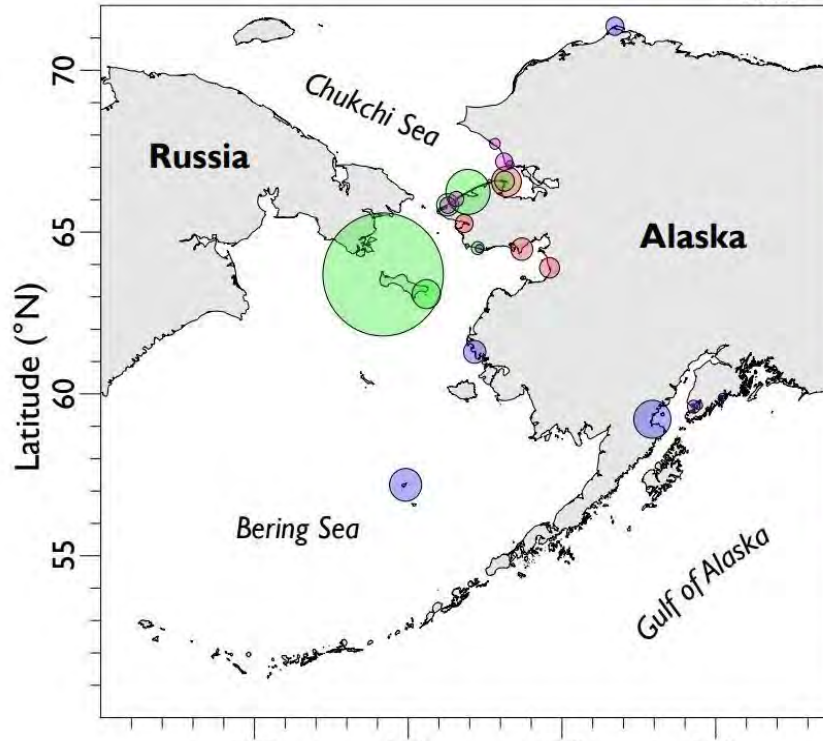 70
Chukchi Sea
Russia
65
Alaska
Latitude (°N)
60
Bering Sea
55
Gulf of Alaska